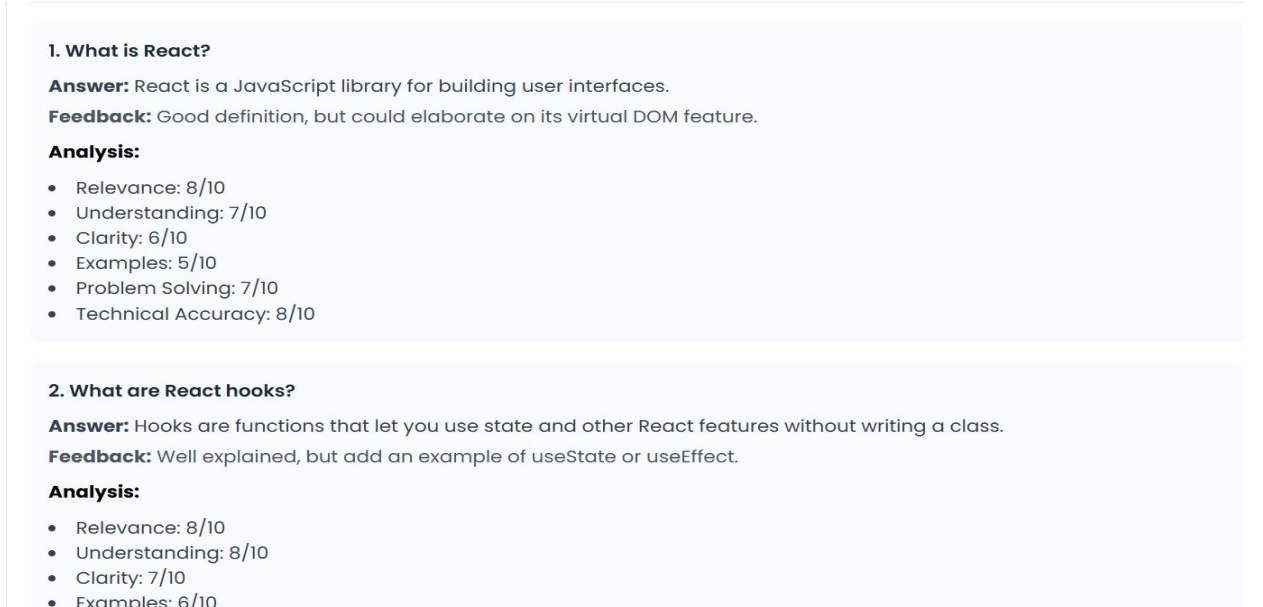 1. What is React?
Answer: React is a JavaScript library for building user interfaces.
Feedback: Good definition, but could elaborate on its virtual DOM feature.
Analysis:
• Relevance: 8/10
• Understanding: 7/10
• Clarity: 6/10
• Examples: 5/10
• Problem Solving: 7/10
• Technical Accuracy: 8/10
2. What are React hooks?
Answer: Hooks are functions that let you use state and other React features without writing a class.
Feedback: Well explained, but add an example of useState or useEffect.
Analysis:
• Relevance: 8/10
• Understanding: 8/10
• Clarity: 7/10
• Examples: 6/10